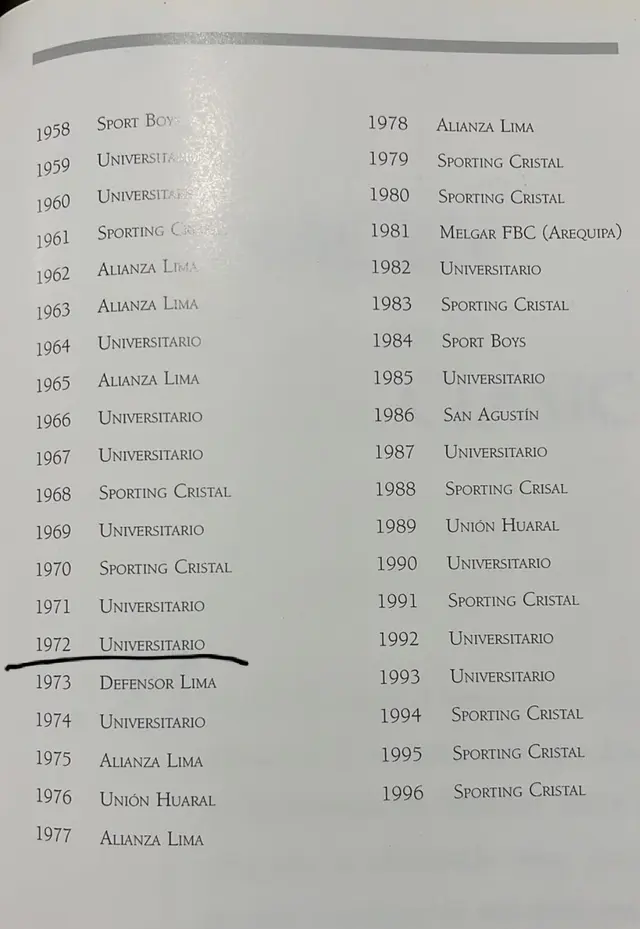 1958 Sport Boy
1959 Universita
1960 Universita
1961 Sporting C
1962 Alianza Lima
1963 Alianza Lima
1964 Universitario
1965 Alianza Lima
1966 Universitario
1967 Universitario
1968 Sporting Cristal
1969 Universitario
1970 Sporting Cristal
1971 Universitario
1972 Universitario
1973 Defensor Lima
1974 Universitario
1975 Alianza Lima
1976 Unión Huaral
1977 Alianza Lima
1978 Alianza Lima
1979 Sporting Cristal
1980 Sporting Cristal
1981 Melgar FBC (Arequipa)
1982 Universitario
1983 Sporting Cristal
1984 Sport Boys
1985 Universitario
1986 San Agustín
1987 Universitario
1988 Sporting Crisal
1989 Unión Huaral
1990 Universitario
1991 Sporting Cristal
1992 Universitario
1993 Universitario
1994 Sporting Cristal
1995 Sporting Cristal
1996 Sporting Cristal